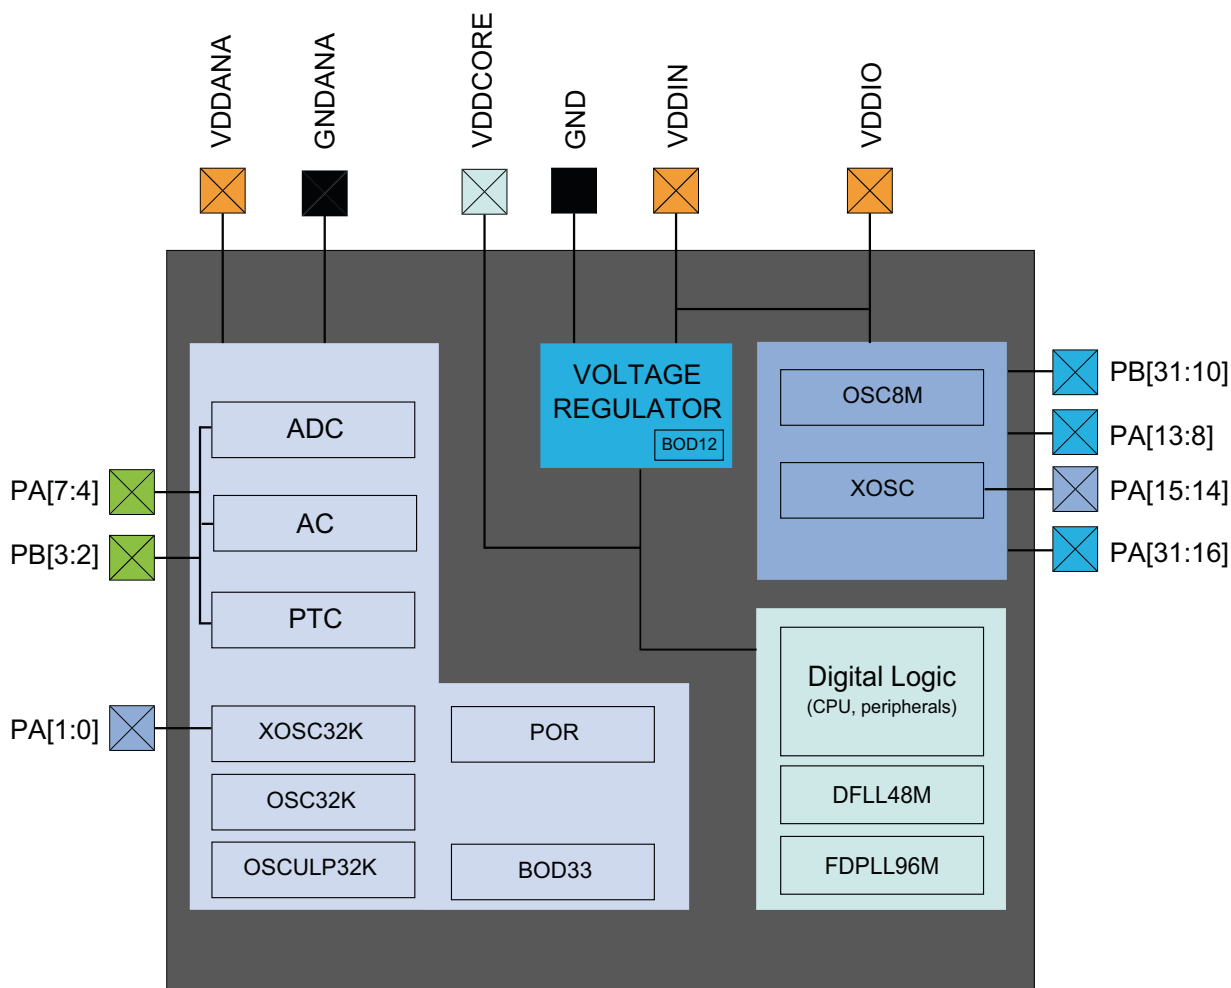 VDDANA
GNDANA
VDDCORE
GND
VDDIN
VDDIO
VOLTAGE
REGULATOR
BOD12
OSC8M
XOSC
PB[31:10]
PA[13:8]
PA[15:14]
PA[31:16]
ADC
AC
PTC
PA[7:4]
PB[3:2]
PA[1:0]
XOSC32K
OSC32K
OSCULP32K
POR
BOD33
Digital Logic
(CPU, peripherals)
DFLL48M
FDPLL96M